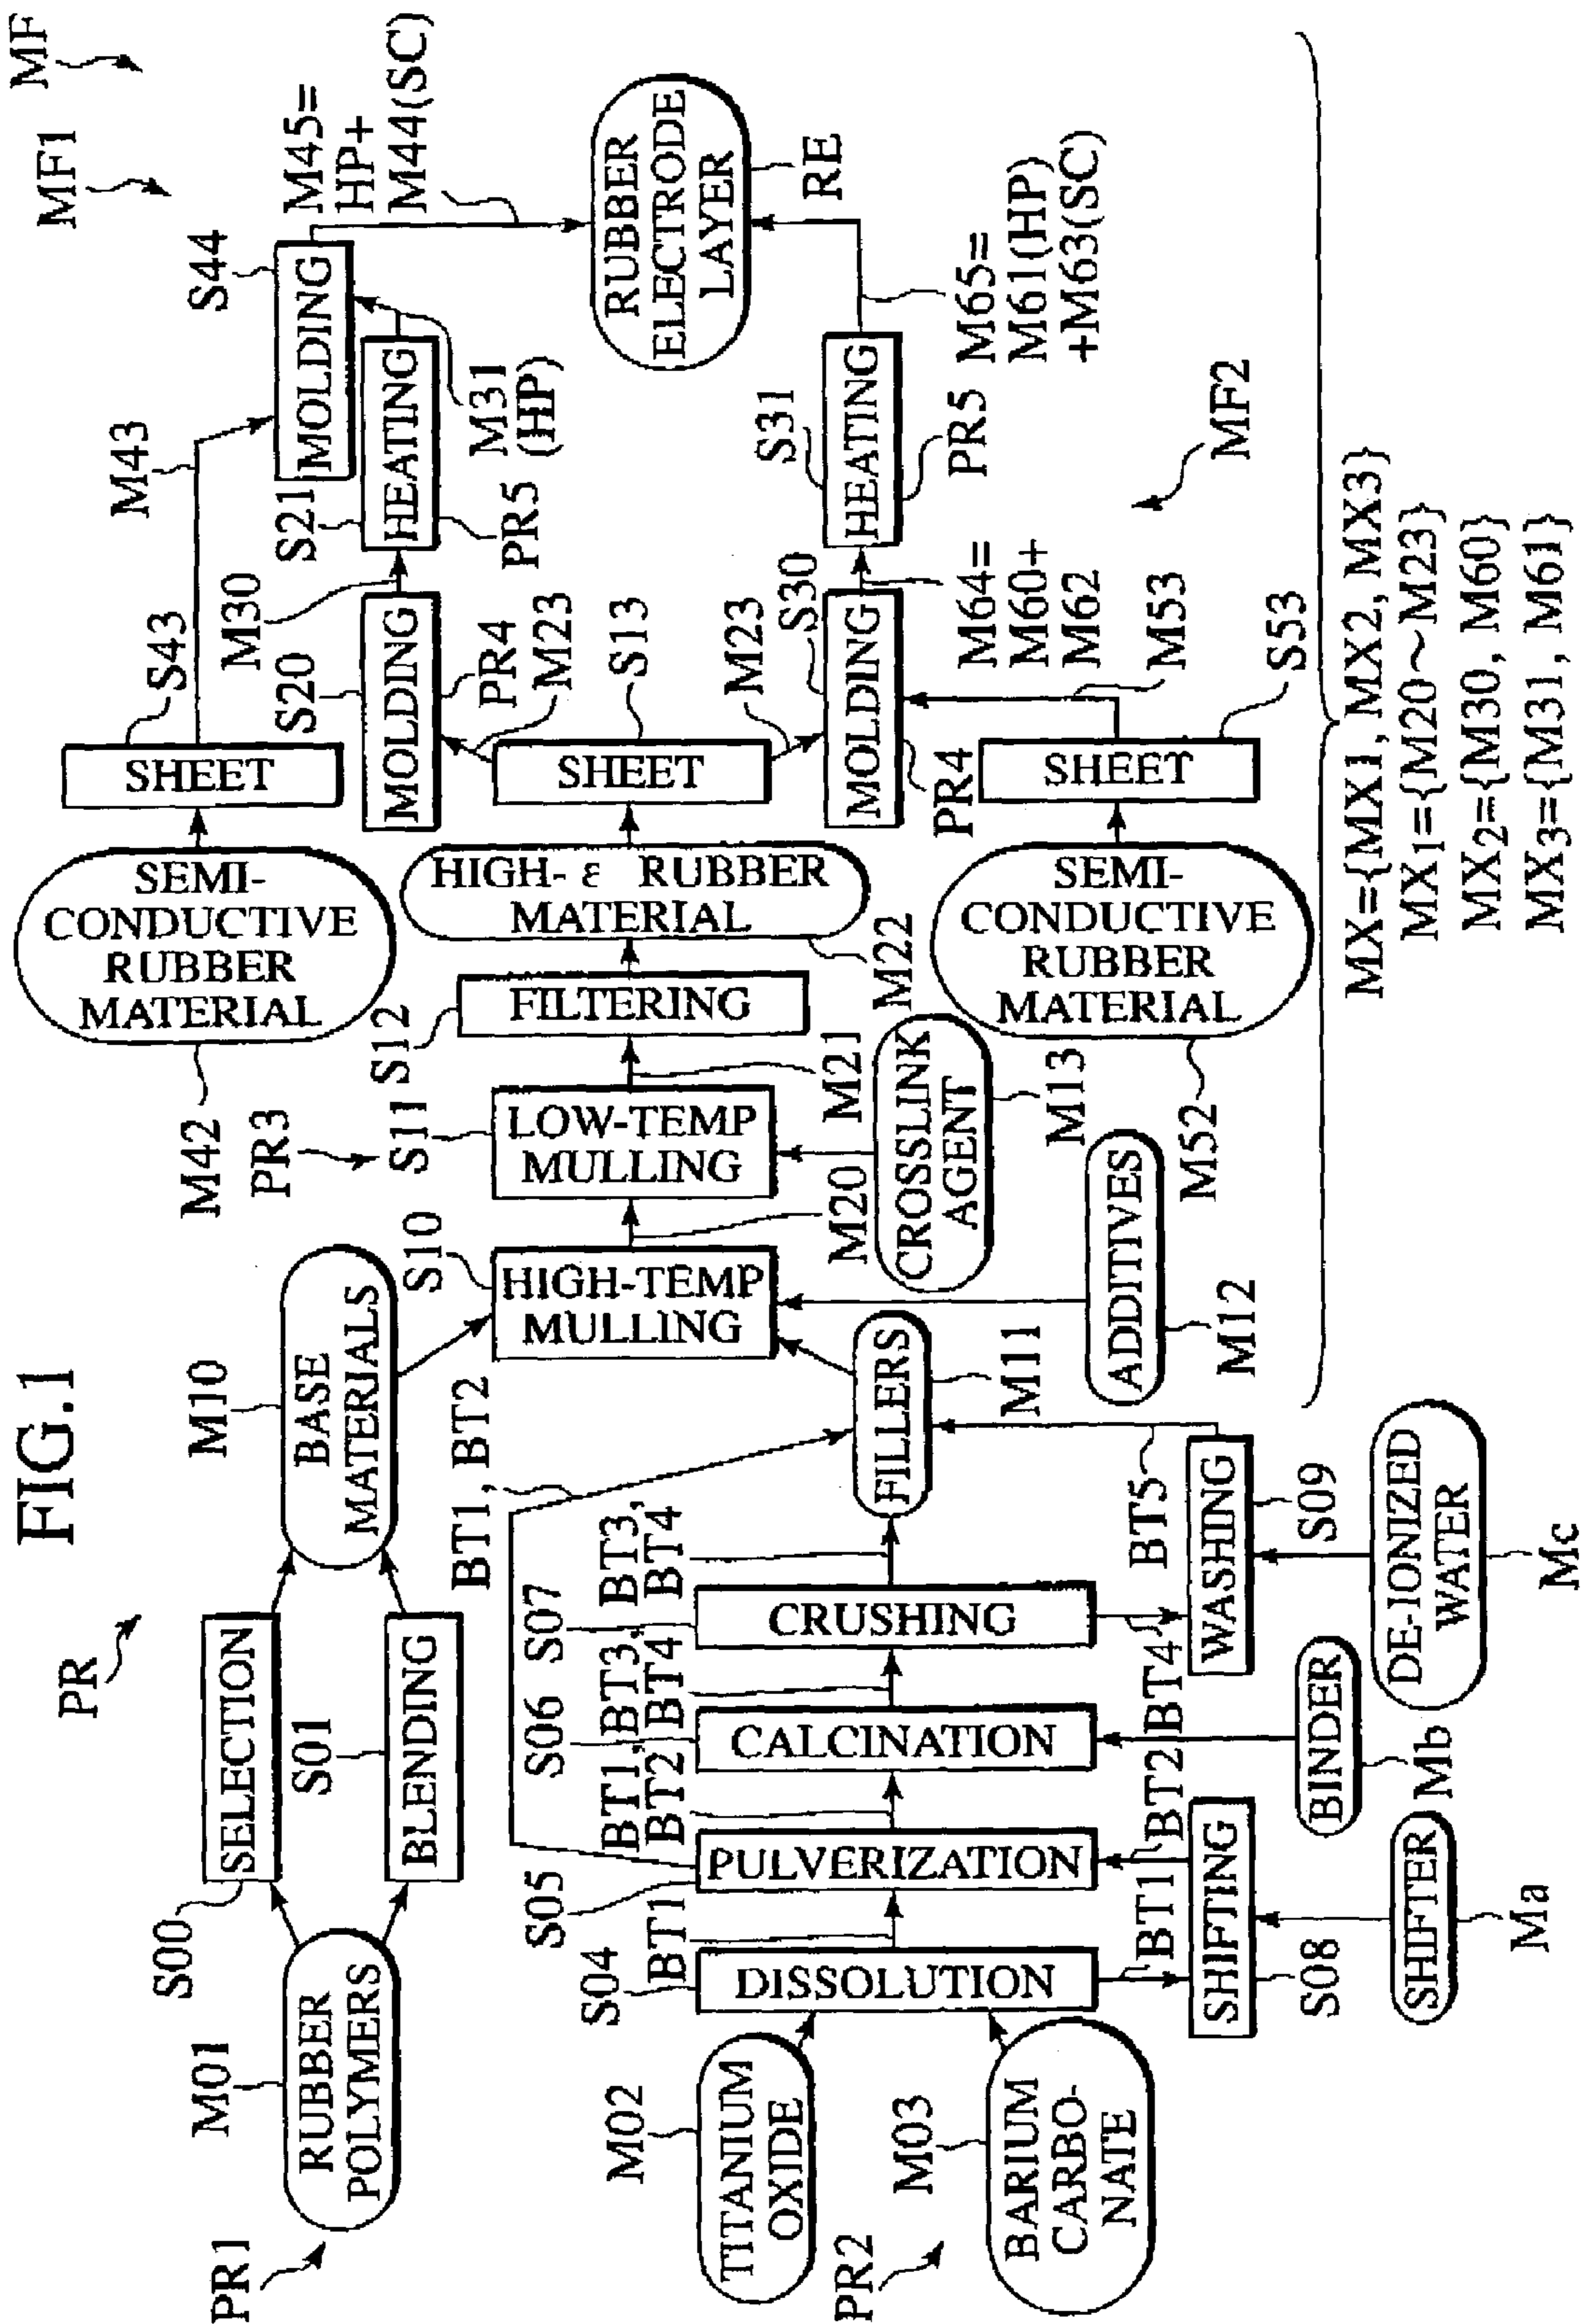 FIG.1
MF
MF1
PR
PR1
M01
RUBBER
POLYMERS
S00
SELECTION
S01
BLENDING
M10
BASE
MATERIALS
PR2
M02
TITANIUM
OXIDE
M03
BARIUM
CARBO-
NATE
S04
DISSOLUTION
BT1
S05
PULVERIZATION
BT1,
BT2
BT1, BT2
S06
CALCINATION
BT3,
BT4
S07
CRUSHING
BT3,
BT4
BT1
SHIFTING
S08
BT2
SHIFTER
Ma
BINDER
Mb
BT4
WASHING
S09
BT5
DE-IONIZED
WATER
Mc
FILLERS
M11
ADDITIVES
M12
S10
HIGH-TEMP
MULLING
M20
PR3
S11
LOW-TEMP
MULLING
M21
CROSSLINK
AGENT
M13
S12
FILTERING
HIGH- ε RUBBER
MATERIAL
M22
M42
SEMI-
CONDUCTIVE
RUBBER
MATERIAL
M52
SEMI-
CONDUCTIVE
RUBBER
MATERIAL
SHEET
S43
SHEET
S13
SHEET
S53
M43
M23
M23
M53
S20
MOLDING
PR4
M30
S21
HEATING
PR5
M31
(HP)
S44
MOLDING
M45=
HP+
M44(SC)
S30
MOLDING
PR4
M64=
M60+
M62
S31
HEATING
PR5
M65=
M61(HP)
+M63(SC)
RUBBER
ELECTRODE
LAYER
RE
MF2
MX={MX1, MX2, MX3}
MX1={M20~M23}
MX2={M30, M60}
MX3={M31, M61}